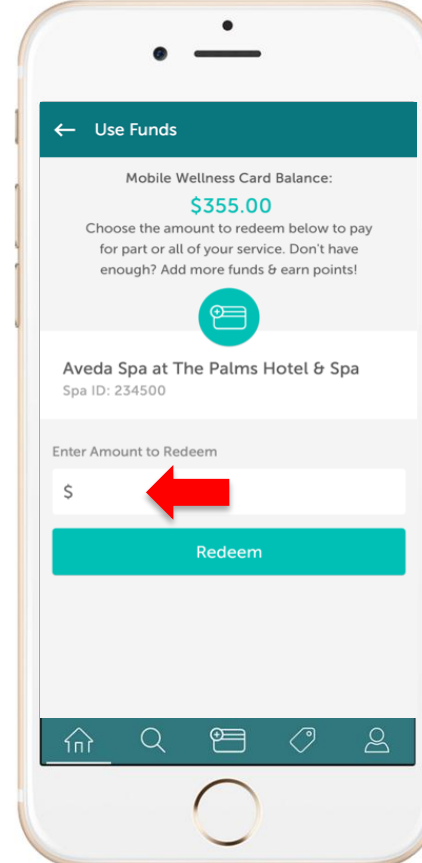 ← Use Funds
Mobile Wellness Card Balance:
$355.00
Choose the amount to redeem below to pay
for part or all of your service. Don't have
enough? Add more funds & earn points!
Aveda Spa at The Palms Hotel & Spa
Spa ID: 234500
Enter Amount to Redeem
$
Redeem